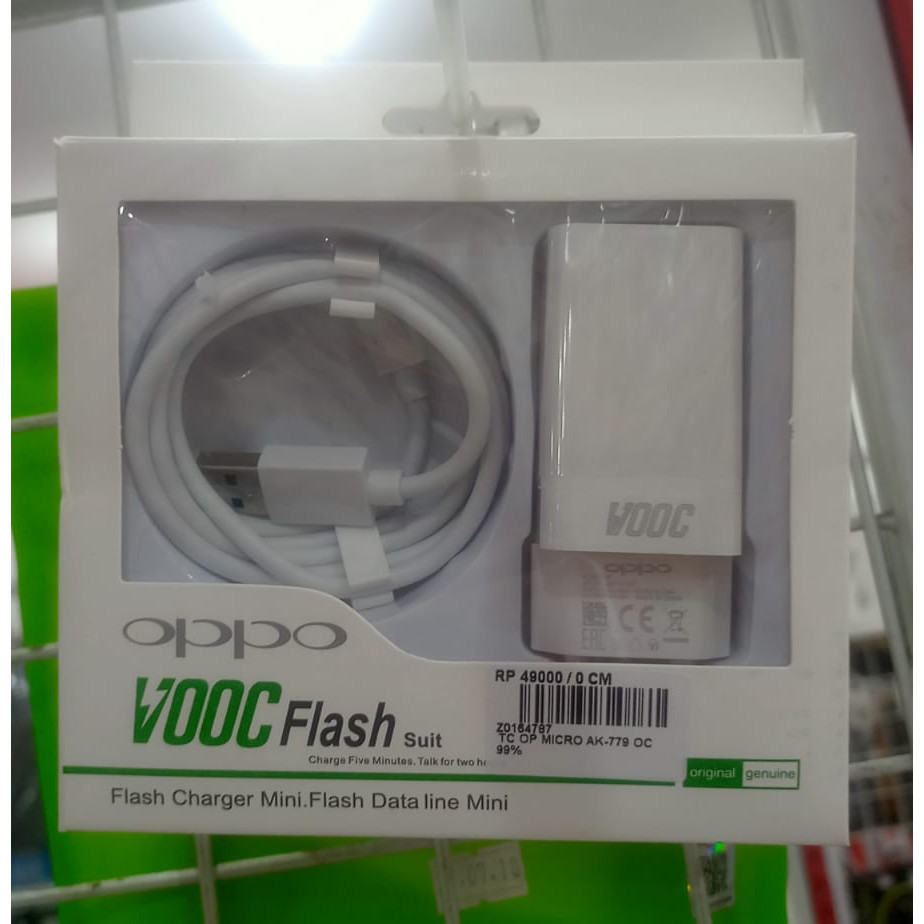 VOOC
oppo
CE
EAC
oppo
VOOC Flash Suit
Charge Five Minutes. Talk for two
RP 49000 / 0 CM
Z0164787
TC OP MICRO AK-779 OC
99%
original genuine
Flash Charger Mini.Flash Data line Mini